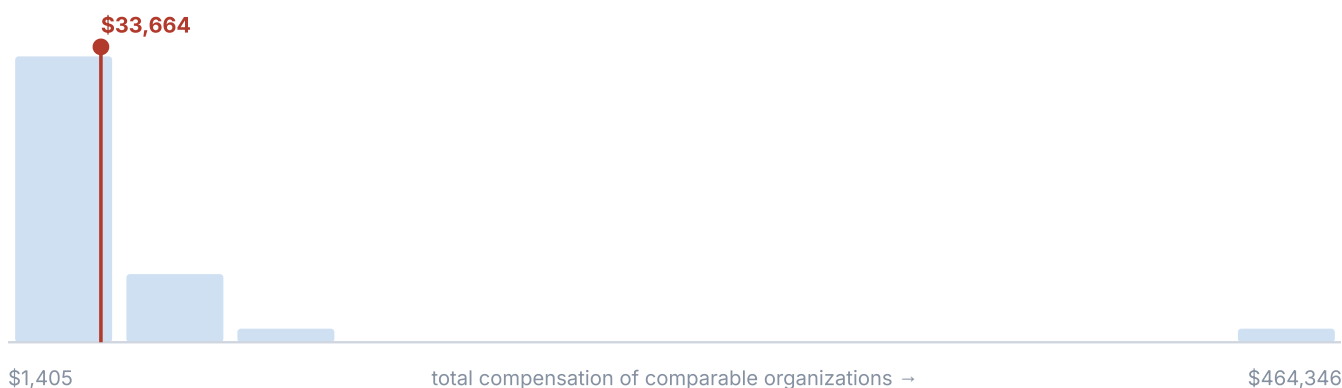 $33,664
$1,405 total compensation of comparable organizations → $464,346